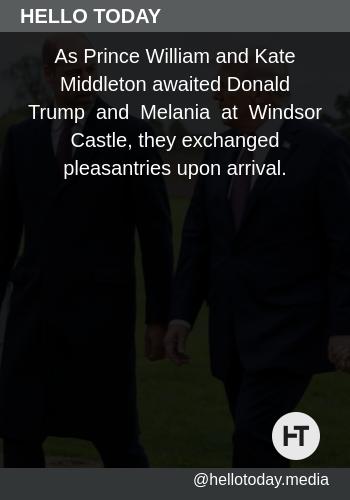 HELLO TODAY
As Prince William and Kate
Middleton awaited Donald
Trump and Melania at Windsor
Castle, they exchanged
pleasantries upon arrival.
HT
@hellotoday.media